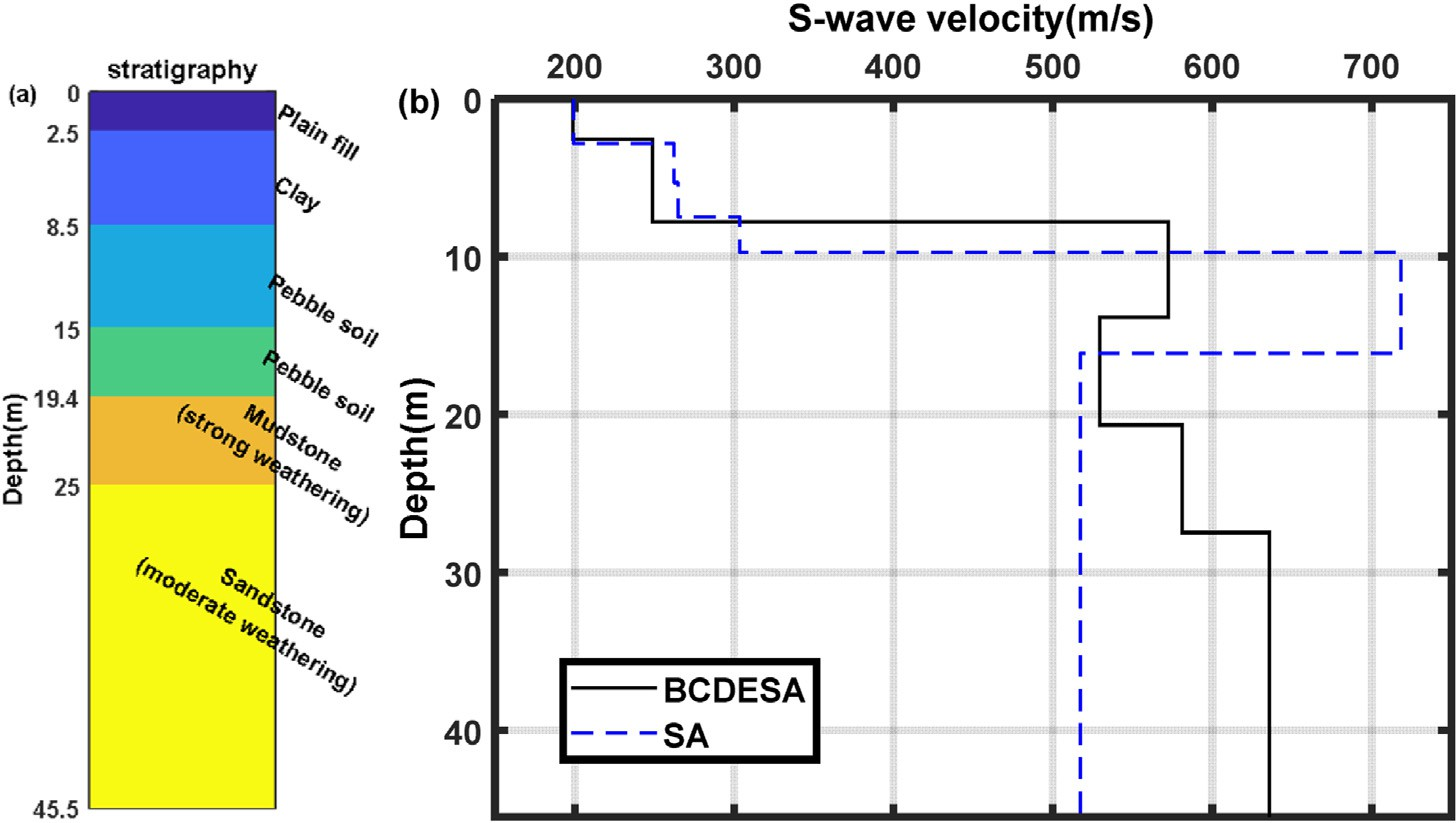 (a)
stratigraphy
0
2.5
8.5
15
19.4
25
45.5
Depth(m)
Plain fill
Clay
Pebble soil
Pebble soil
Mudstone
(strong weathering)
Sandstone
(moderate weathering)
(b)
S-wave velocity(m/s)
200 300 400 500 600 700
0
10
20
30
40
Depth(m)
BCDESA
SA